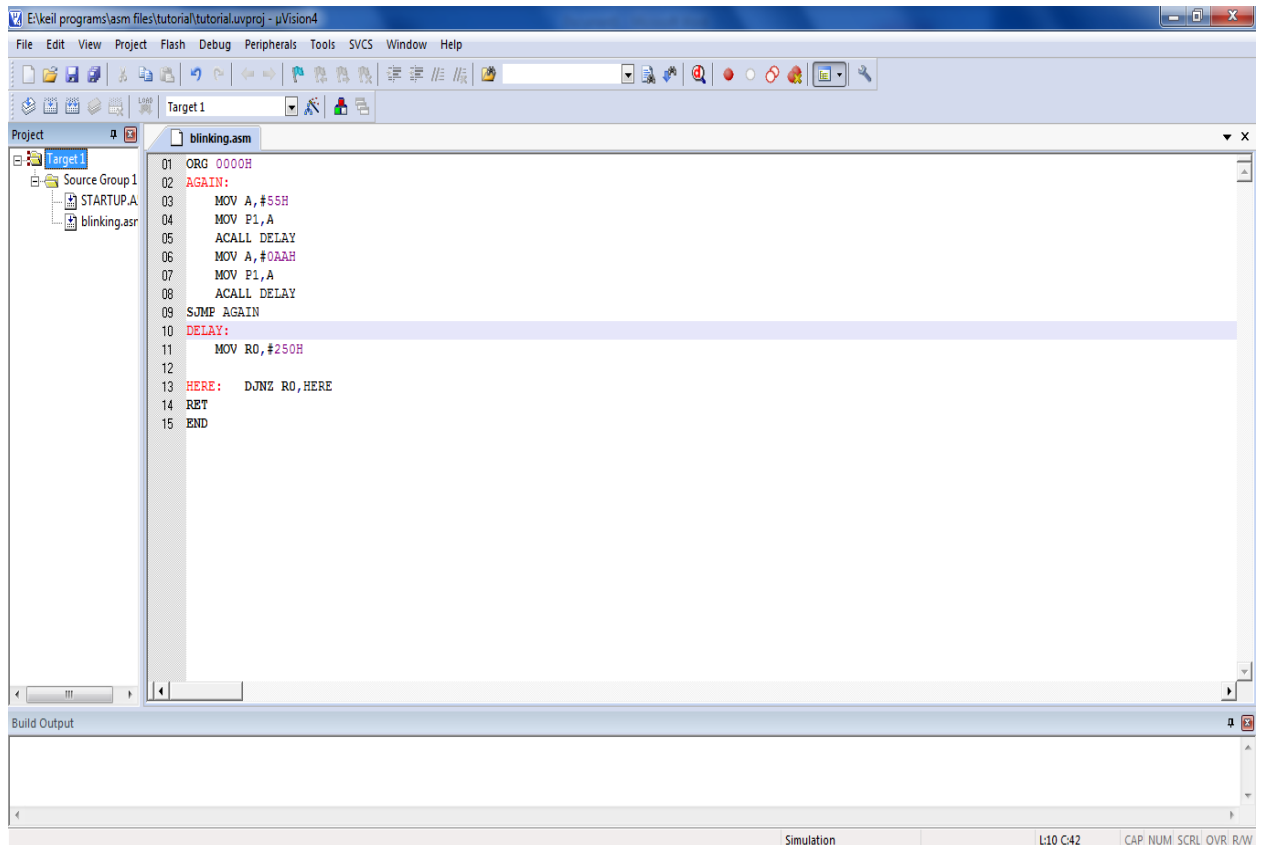 E:\keil programs\asm files\tutorial\tutorial.uvproj - µVision4
File Edit View Project Flash Debug Peripherals Tools SVCS Window Help
LOAD Target 1
Project
blinking.asm
Target 1
Source Group 1
STARTUP.A
blinking.asr
01 ORG 0000H
02 AGAIN:
03 MOV A,#55H
04 MOV P1,A
05 ACALL DELAY
06 MOV A,#0AAH
07 MOV P1,A
08 ACALL DELAY
09 SJMP AGAIN
10 DELAY:
11 MOV R0,#250H
12
13 HERE: DJNZ R0,HERE
14 RET
15 END
Build Output
Simulation L:10 C:42 CAP NUM SCRL OVR R/W